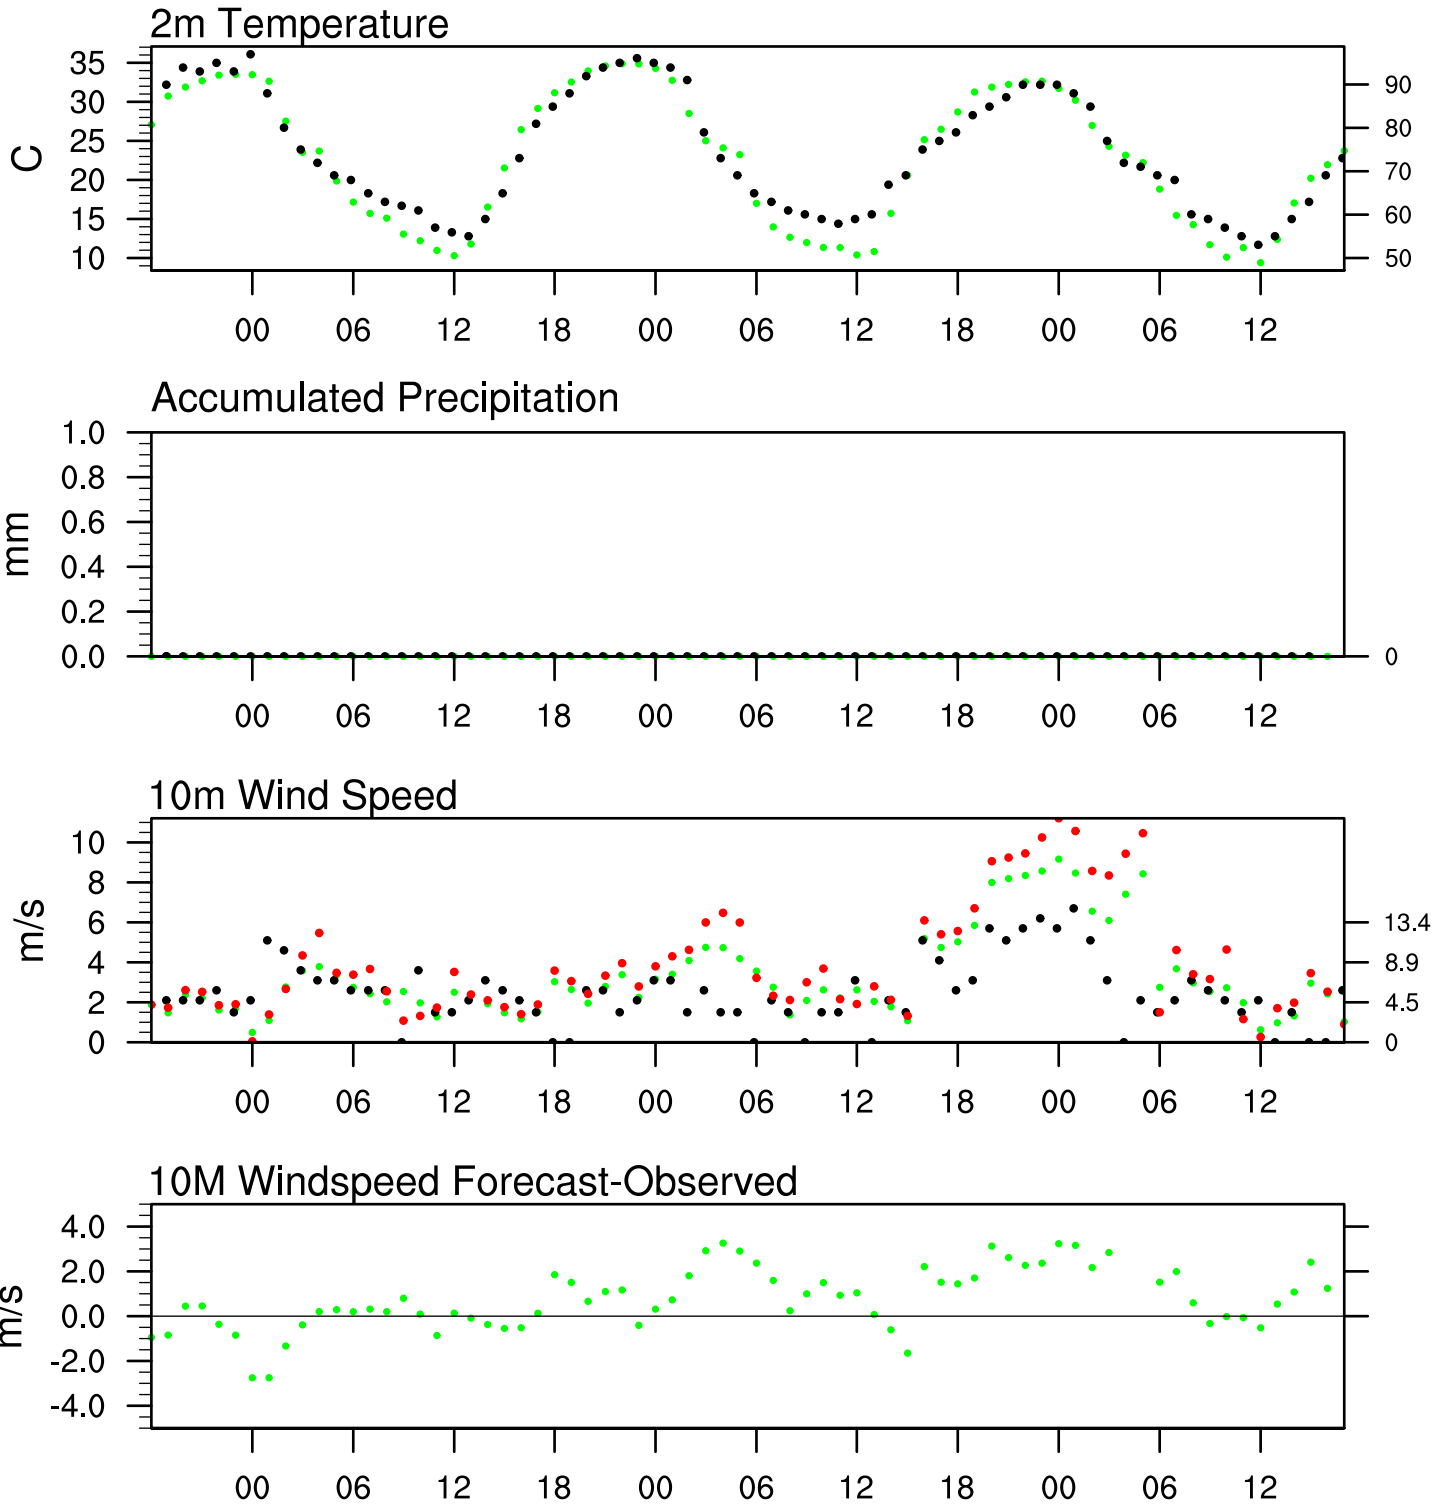 2m Temperature
35
30
25
20
15
10
C
90
80
70
60
50
00 06 12 18 00 06 12 18 00 06 12
Accumulated Precipitation
1.0
0.8
0.6
0.4
0.2
0.0
mm
0
00 06 12 18 00 06 12 18 00 06 12
10m Wind Speed
10
8
6
4
2
0
m/s
13.4
8.9
4.5
0
00 06 12 18 00 06 12 18 00 06 12
10M Windspeed Forecast-Observed
4.0
2.0
0.0
-2.0
-4.0
m/s
00 06 12 18 00 06 12 18 00 06 12